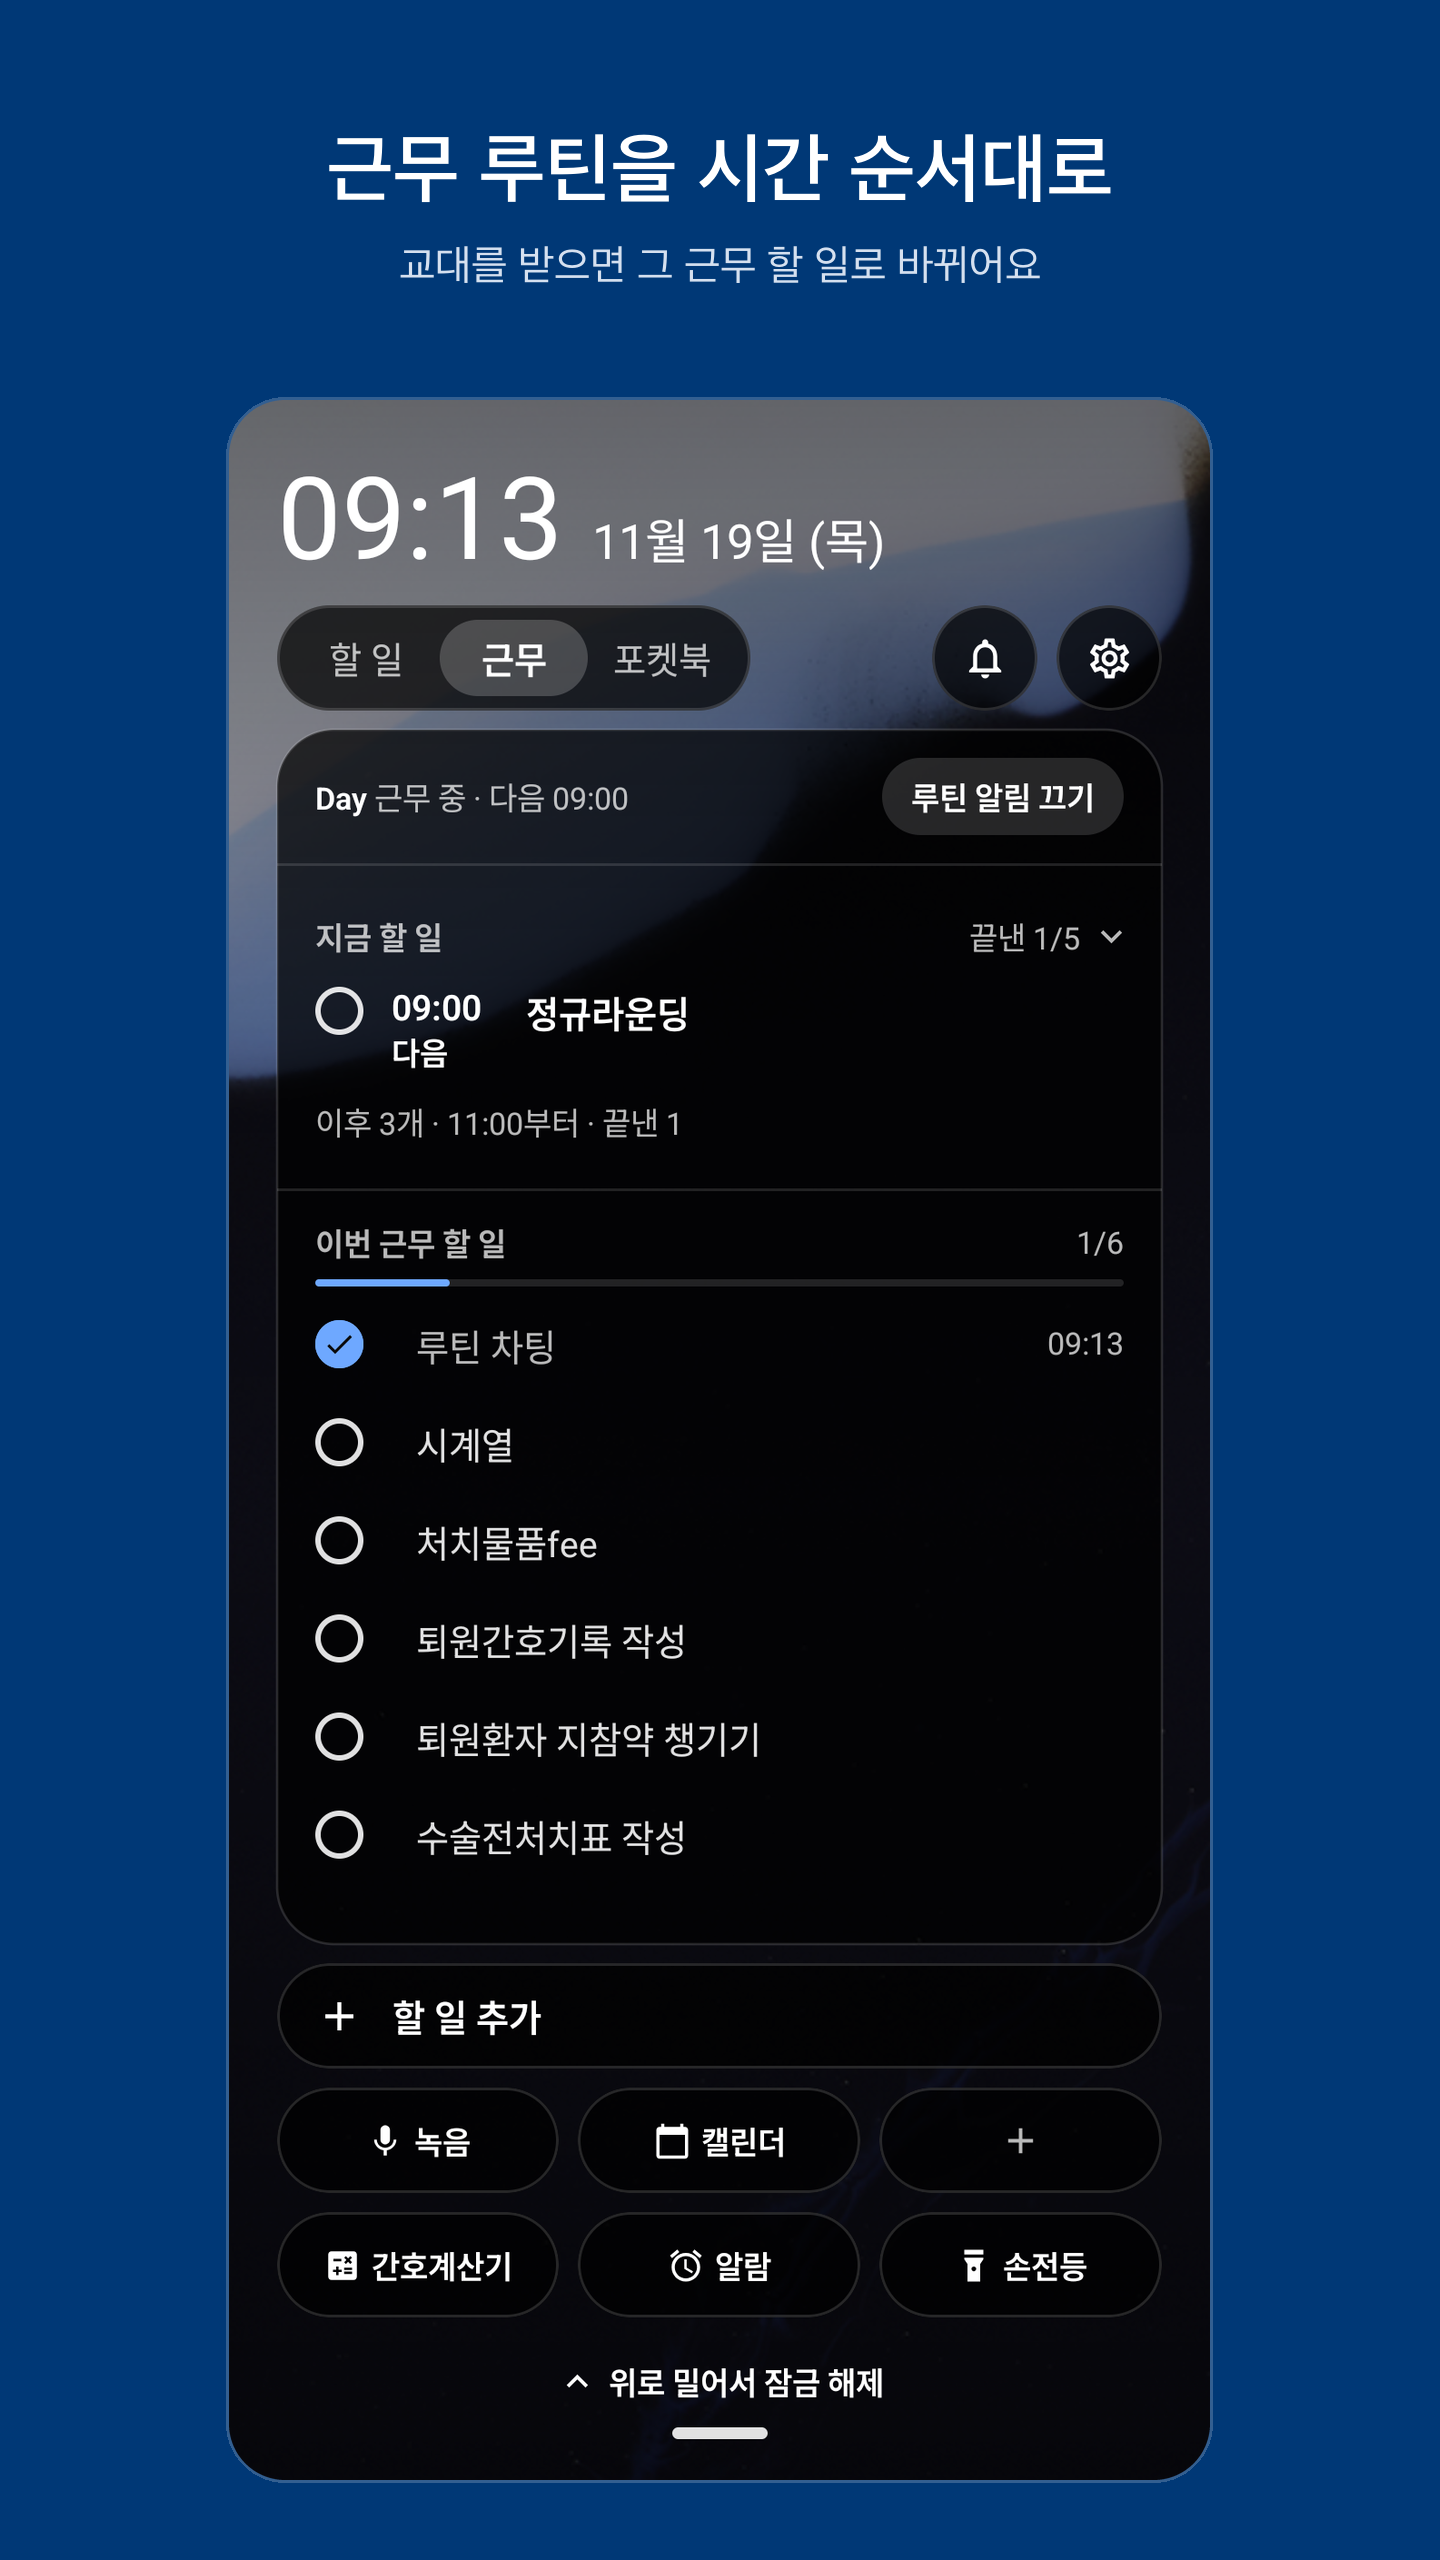 근무 루틴을 시간 순서대로
교대를 받으면 그 근무 할 일로 바뀌어요
09:13 11월 19일 (목)
할 일 근무 포켓북
Day 근무 중 · 다음 09:00 루틴 알림 끄기
지금 할 일 끝낸 1/5
09:00 정규라운딩
다음
이후 3개 · 11:00부터 · 끝낸 1
이번 근무 할 일 1/6
루틴 차팅 09:13
시계열
처치물품fee
퇴원간호기록 작성
퇴원환자 지참약 챙기기
수술전처치표 작성
+ 할 일 추가
녹음 캘린더 +
간호계산기 알람 손전등
위로 밀어서 잠금 해제